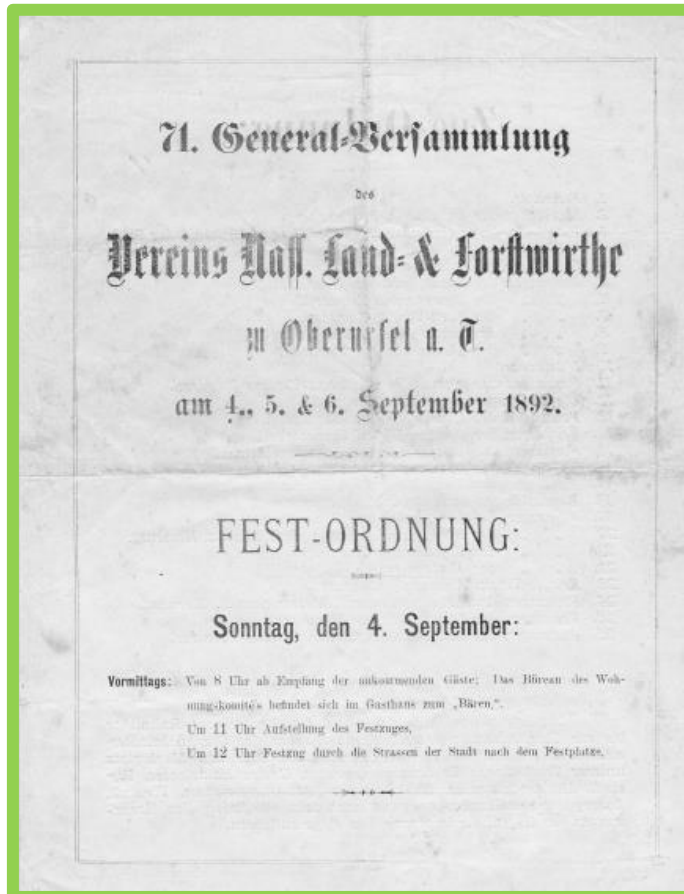 71. General-Versammlung
des
Vereins Nass. Land- & Forstwirthe
zu Oberursel a. T.
am 4., 5. & 6. September 1892.
FEST-ORDNUNG:
Sonntag, den 4. September:
Vormittags: Von 8 Uhr ab Empfang der ankommenden Gäste; Das Büreau des Woh-
nungskomité's befindet sich im Gasthaus zum „Bären,“.
Um 11 Uhr Aufstellung des Festzuges,
Um 12 Uhr Festzug durch die Strassen der Stadt nach dem Festplatze.